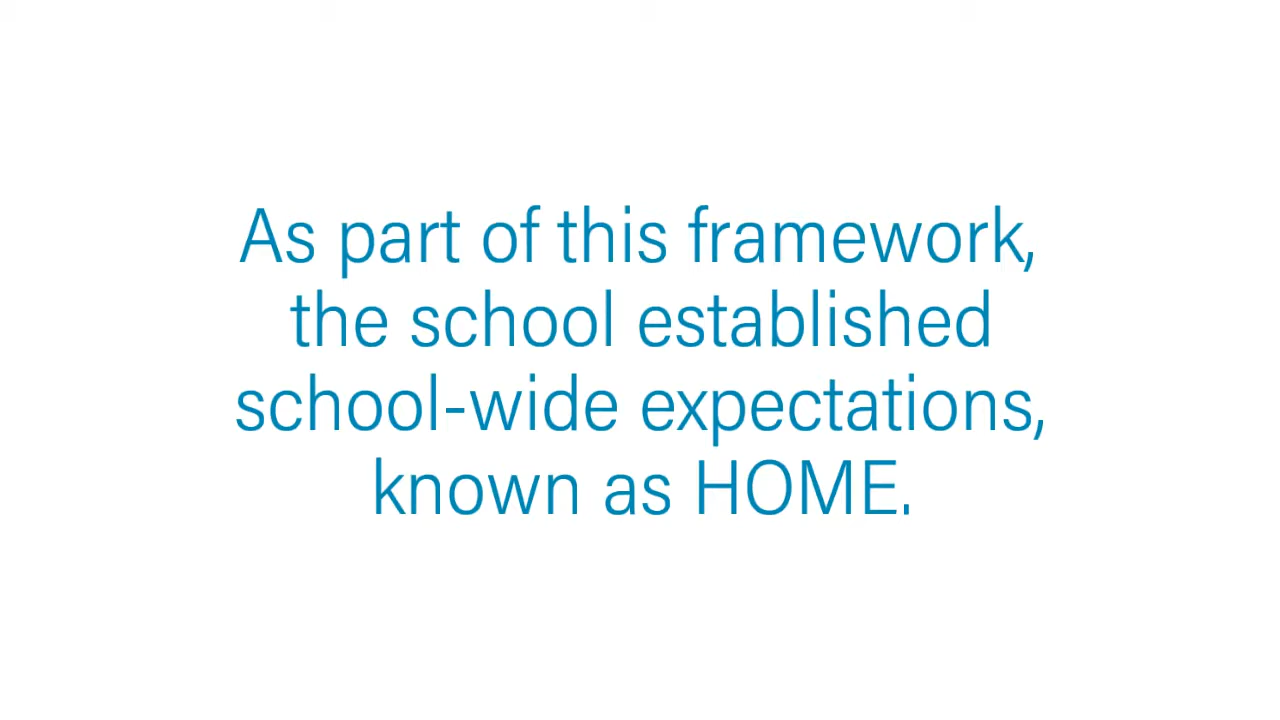 As part of this framework,
the school established
school-wide expectations,
known as HOME.